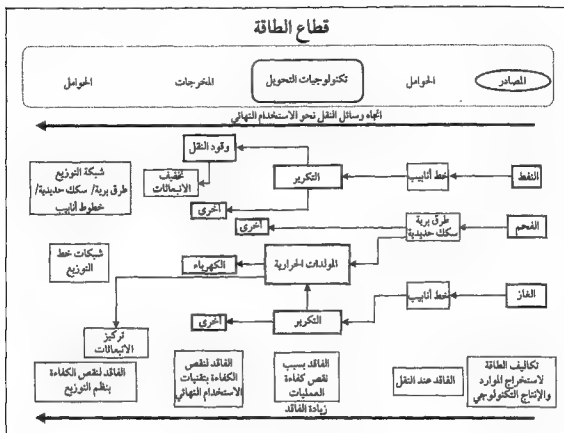 قطاع الطاقة
المصادر
الحوامل
تكنولوجيات التحويل
المخرجات
الحوامل
اتجاه وسائل النقل نحو الاستخدام النهائي
النفط
خط أنابيب
التكرير
وقود النقل
تخفيف
الانبعاثات
أخرى
شبكة التوزيع
طرق برية/ سكك حديدية/
خطوط أنابيب
الفحم
طرق برية
سكك حديدية
أخرى
المولدات الحرارية
الكهرباء
شبكات خط
التوزيع
الغاز
خط أنابيب
التكرير
أخرى
تركيز
الانبعاثات
تكاليف الطاقة
لاستخراج الموارد
والإنتاج التكنولوجي
الفاقد عند النقل
الفاقد بسبب
نقص كفاءة
العمليات
الفاقد لنقص
الكفاءة بتقنيات
الاستخدام النهائي
الفاقد لنقص الكفاءة
بنظم التوزيع
زيادة الفاقد